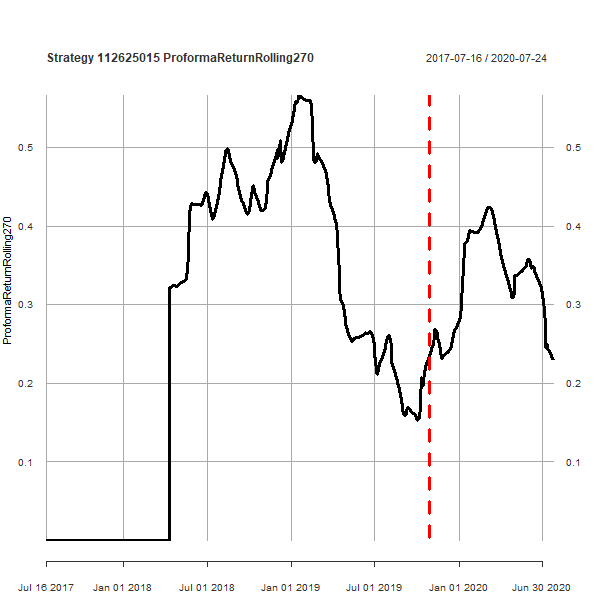 Strategy 112625015 ProformaReturnRolling270 2017-07-16 / 2020-07-24
ProformaReturnRolling270
0.5 0.5
0.4 0.4
0.3 0.3
0.2 0.2
0.1 0.1
Jul 16 2017 Jan 01 2018 Jul 01 2018 Jan 01 2019 Jul 01 2019 Jan 01 2020 Jun 30 2020